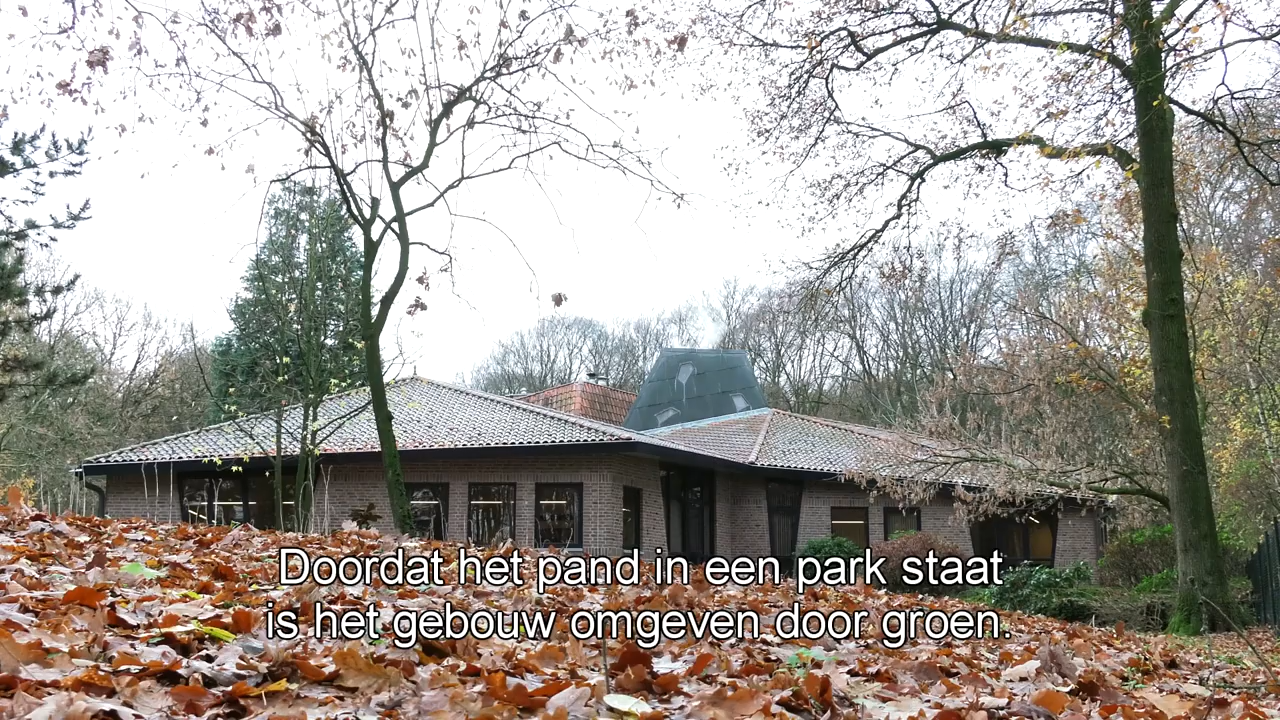 Doordat het pand in een park staat
is het gebouw omgeven door groen.